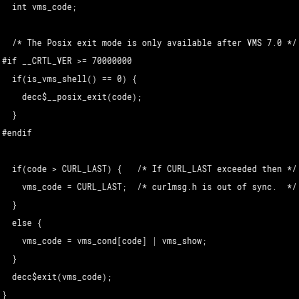 int vms_code;

/* The Posix exit mode is only available after VMS 7.0 */
#if __CRTL_VER >= 70000000
  if(is_vms_shell() == 0) {
    decc$__posix_exit(code);
  }
#endif

  if(code > CURL_LAST) {   /* If CURL_LAST exceeded then */
    vms_code = CURL_LAST;  /* curlmsg.h is out of sync.  */
  }
  else {
    vms_code = vms_cond[code] | vms_show;
  }
  decc$exit(vms_code);
}